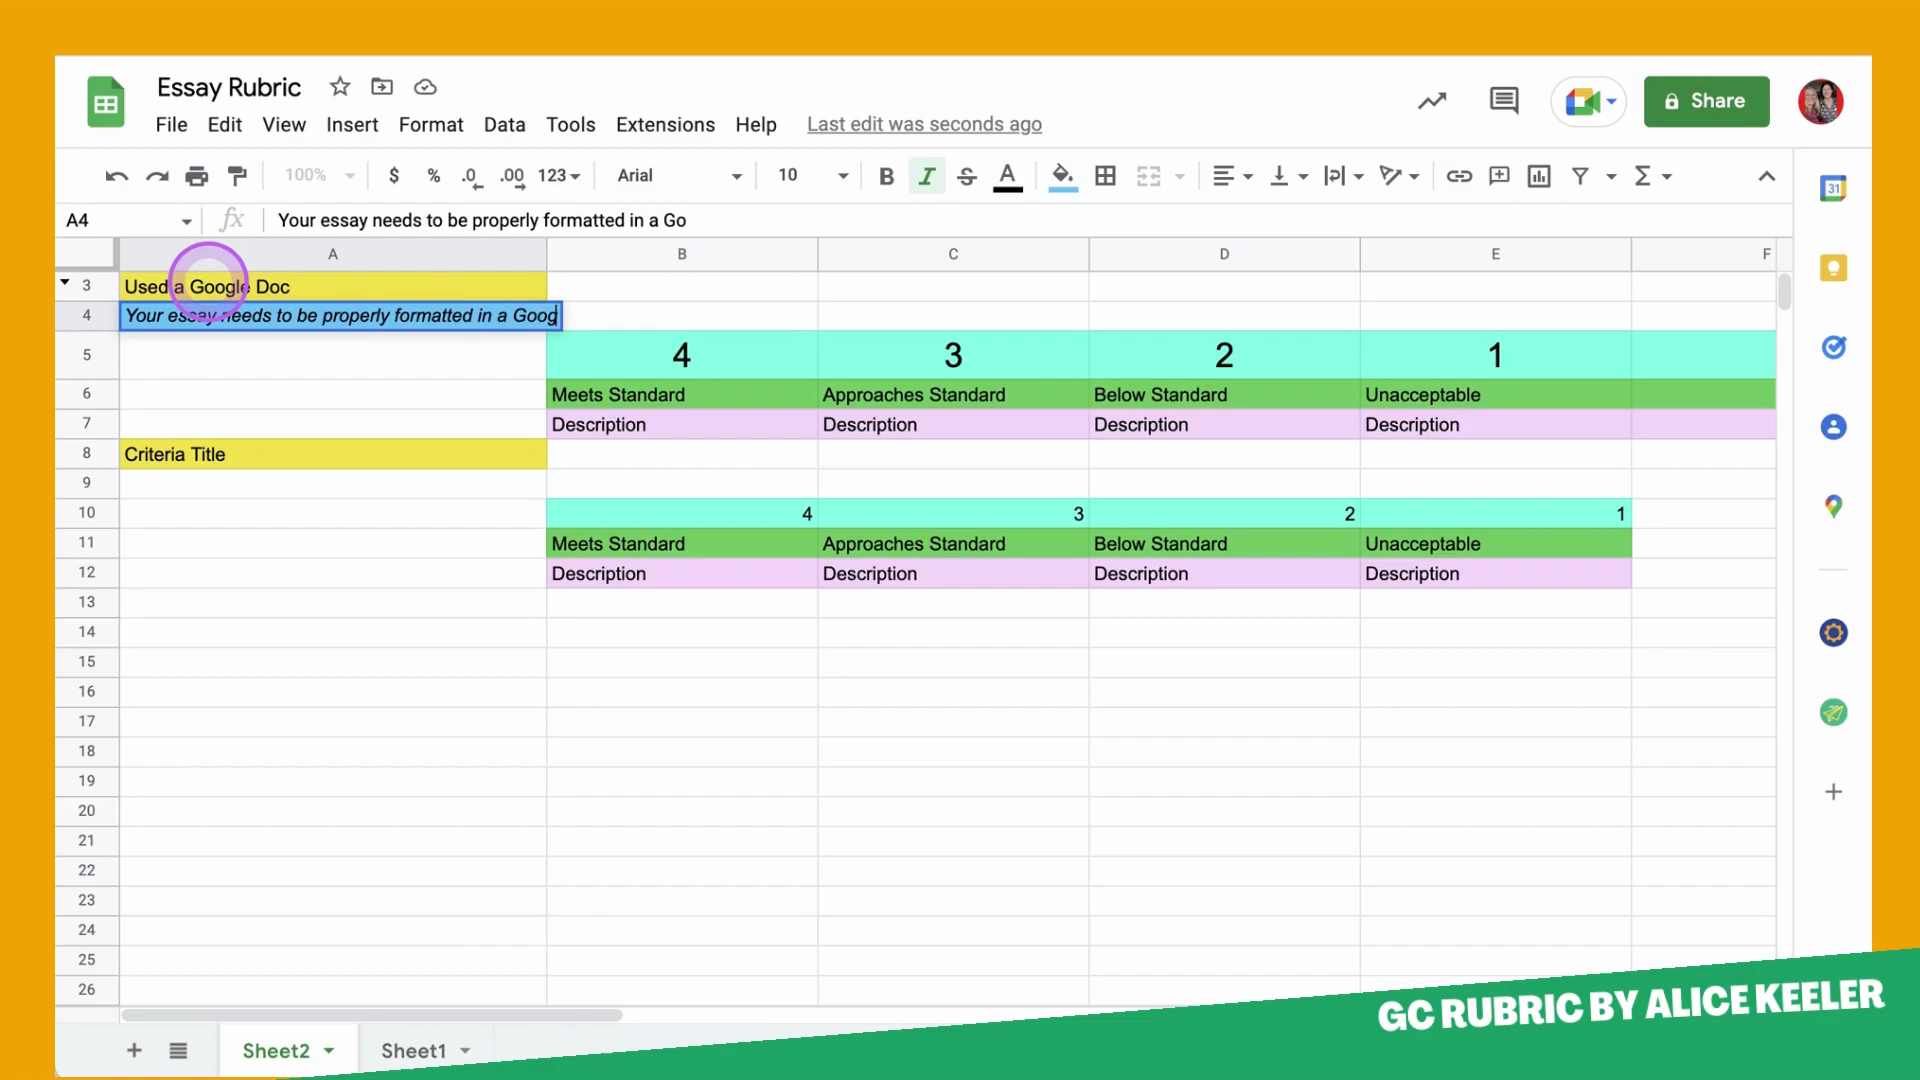 Essay Rubric
File Edit View Insert Format Data Tools Extensions Help Last edit was seconds ago
Share
100% $ % .0 .00 123 Arial 10 B I S A
31
A4 fx Your essay needs to be properly formatted in a Go
A B C D E F
3 Used a Google Doc
4 Your essay needs to be properly formatted in a Goog
5 4 3 2 1
6 Meets Standard Approaches Standard Below Standard Unacceptable
7 Description Description Description Description
8 Criteria Title
9
10 4 3 2 1
11 Meets Standard Approaches Standard Below Standard Unacceptable
12 Description Description Description Description
13
14
15
16
17
18
19
20
21
22
23
24
25
26
GC RUBRIC BY ALICE KEELER
Sheet2 Sheet1